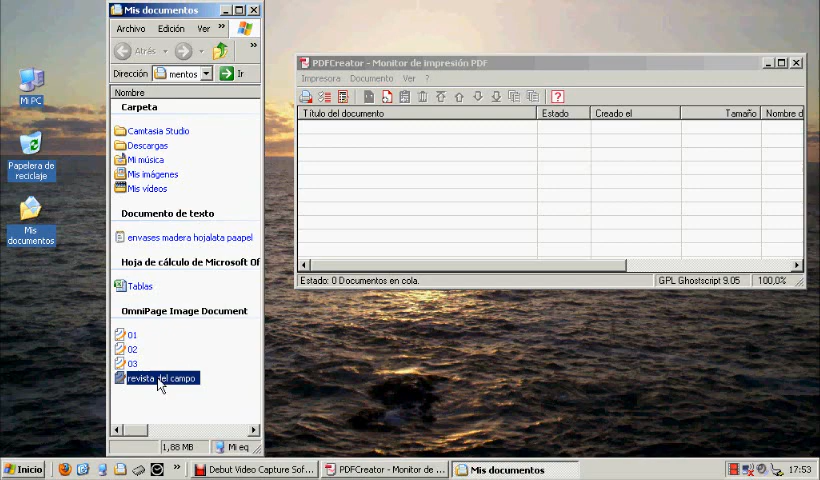 Mis documentos
Archivo Edición Ver »
»
Atrás
Dirección mentos Ir
Nombre
Carpeta
Camtasia Studio
Descargas
Mi música
Mis imágenes
Mis vídeos
Documento de texto
envases madera hojalata paapel
Hoja de cálculo de Microsoft Of
Tablas
OmniPage Image Document
01
02
03
revista del campo
1,88 MB Mi eq
PDFCreator - Monitor de impresión PDF
Impresora Documento Ver ?
Título del documento Estado Creado el Tamaño Nombre d
Estado: 0 Documentos en cola. GPL Ghostscript 9.05 100,0%
Mi PC
Papelera de
reciclaje
Mis
documentos
Inicio » Debut Video Capture Sof... PDFCreator - Monitor de ... Mis documentos 17:53